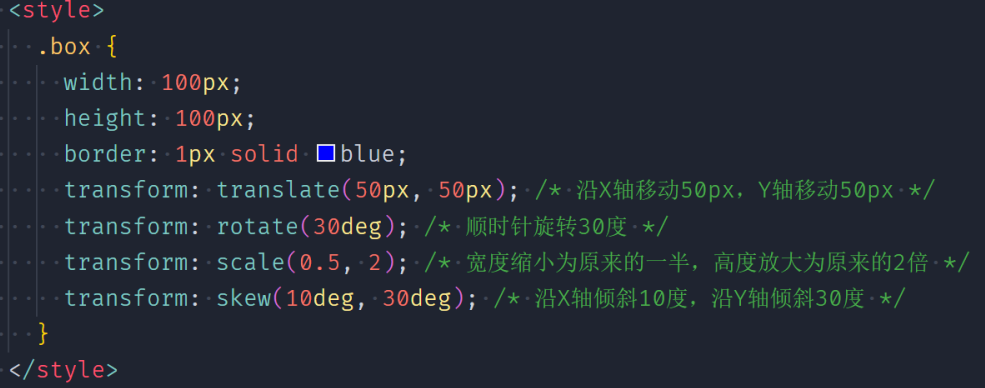 <style>
.box {
width: 100px;
height: 100px;
border: 1px solid blue;
transform: translate(50px, 50px); /* 沿X轴移动50px，Y轴移动50px */
transform: rotate(30deg); /* 顺时针旋转30度 */
transform: scale(0.5, 2); /* 宽度缩小为原来的一半，高度放大为原来的2倍 */
transform: skew(10deg, 30deg); /* 沿X轴倾斜10度，沿Y轴倾斜30度 */
}
</style>